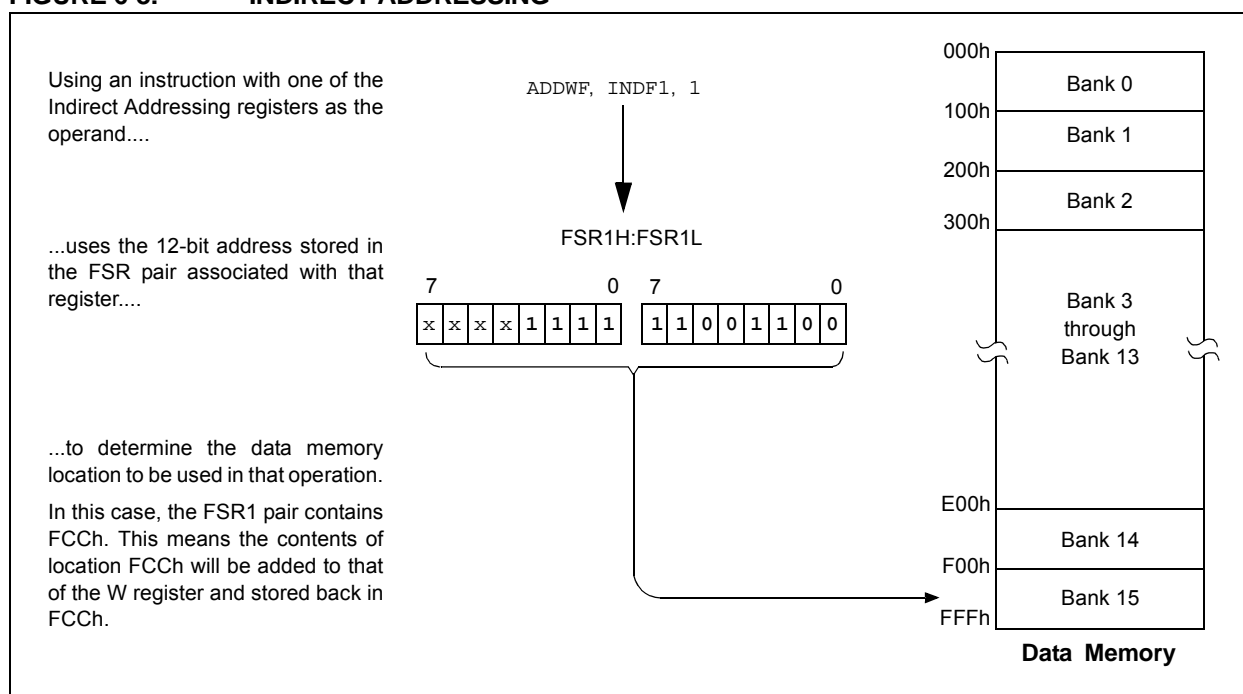 FIGURE 6-8: INDIRECT ADDRESSING
Using an instruction with one of the
Indirect Addressing registers as the
operand....
...uses the 12-bit address stored in
the FSR pair associated with that
register....
...to determine the data memory
location to be used in that operation.
In this case, the FSR1 pair contains
FCCh. This means the contents of
location FCCh will be added to that
of the W register and stored back in
FCCh.
ADDWF, INDF1, 1
FSR1H:FSR1L
7 0 7 0
x x x x 1 1 1 1 1 1 0 0 1 1 0 0
000h
Bank 0
100h
Bank 1
200h
Bank 2
300h
Bank 3
through
Bank 13
E00h
Bank 14
F00h
Bank 15
FFFh
Data Memory